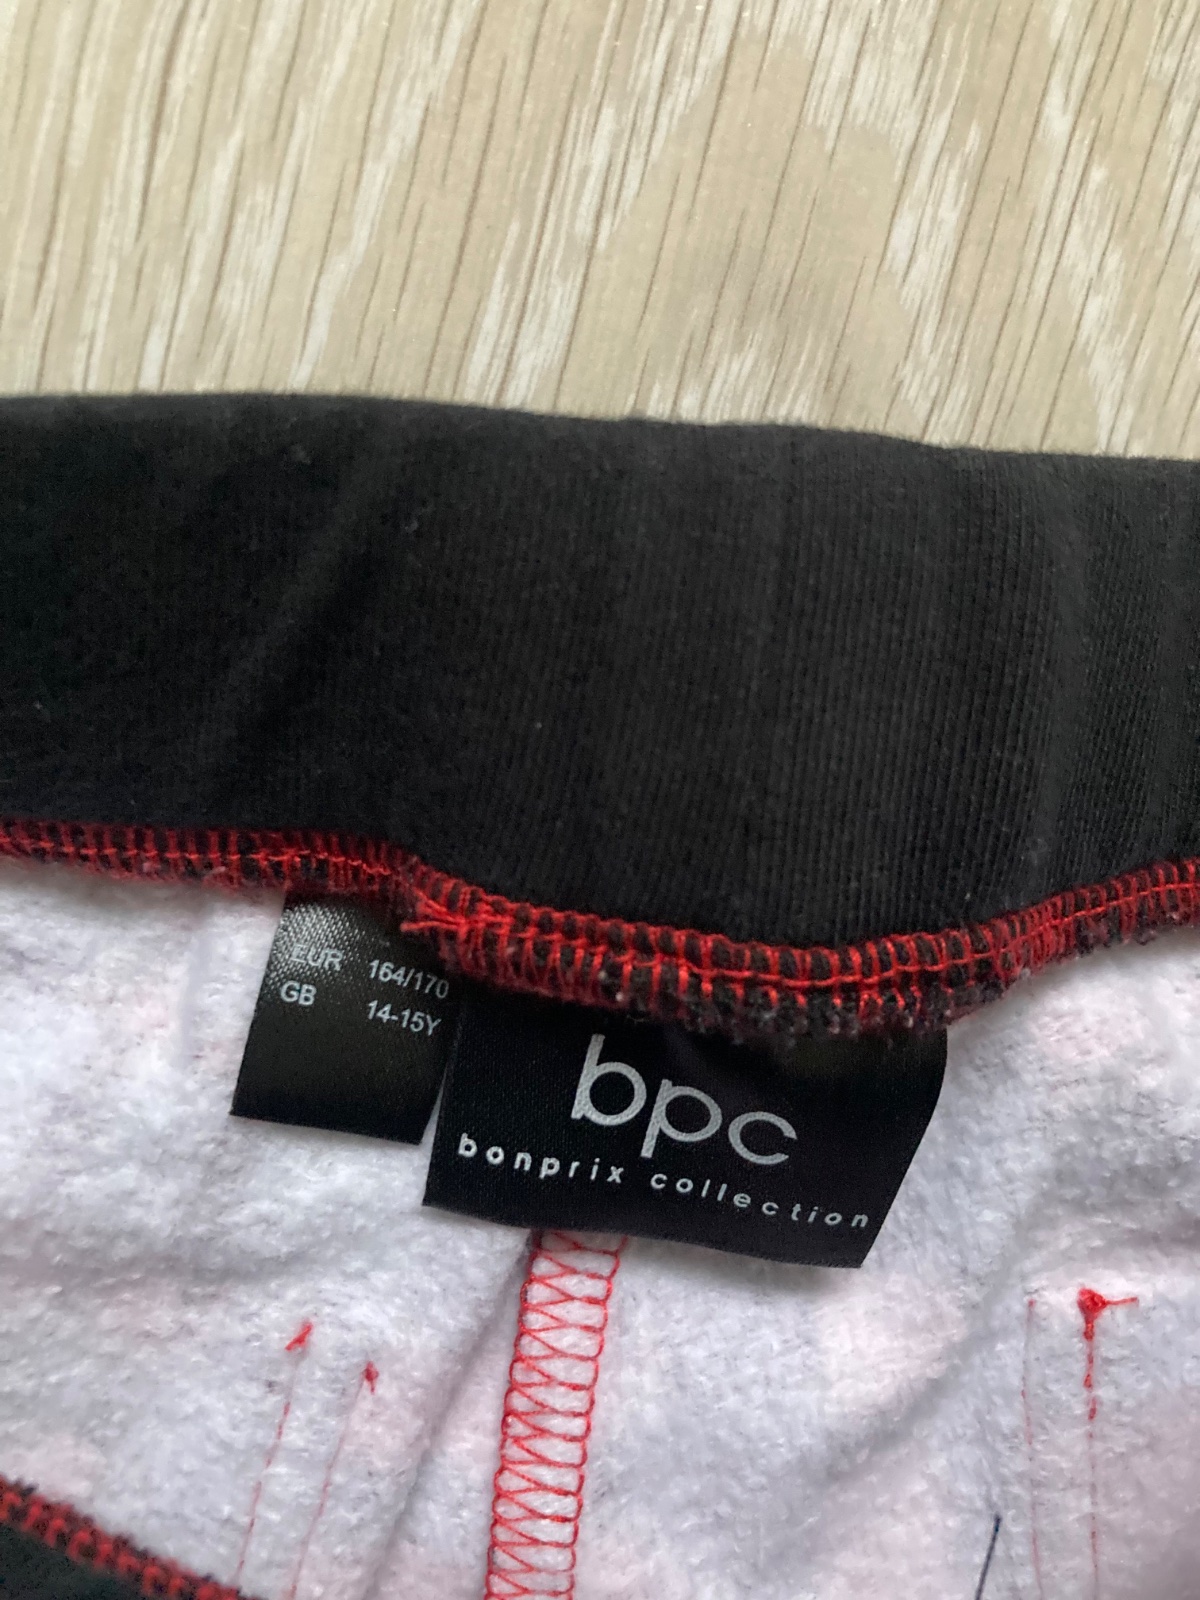 EUR 164/170
GB 14-15Y
bpc
bonprix collection